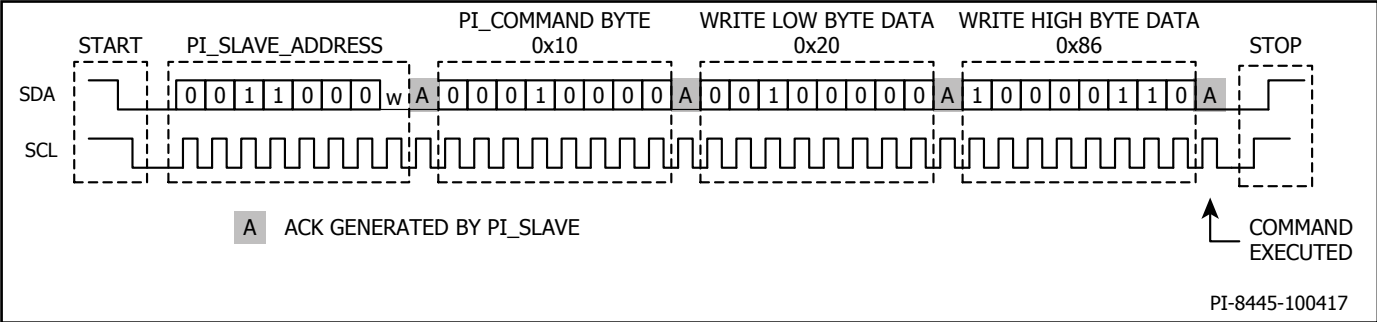 PI_COMMAND BYTE WRITE LOW BYTE DATA WRITE HIGH BYTE DATA
START PI_SLAVE_ADDRESS 0x10 0x20 0x86 STOP
SDA 0 0 1 1 0 0 0 W A 0 0 0 1 0 0 0 0 A 0 0 1 0 0 0 0 0 A 1 0 0 0 0 1 1 0 A
SCL
A ACK GENERATED BY PI_SLAVE
COMMAND
EXECUTED
PI-8445-100417